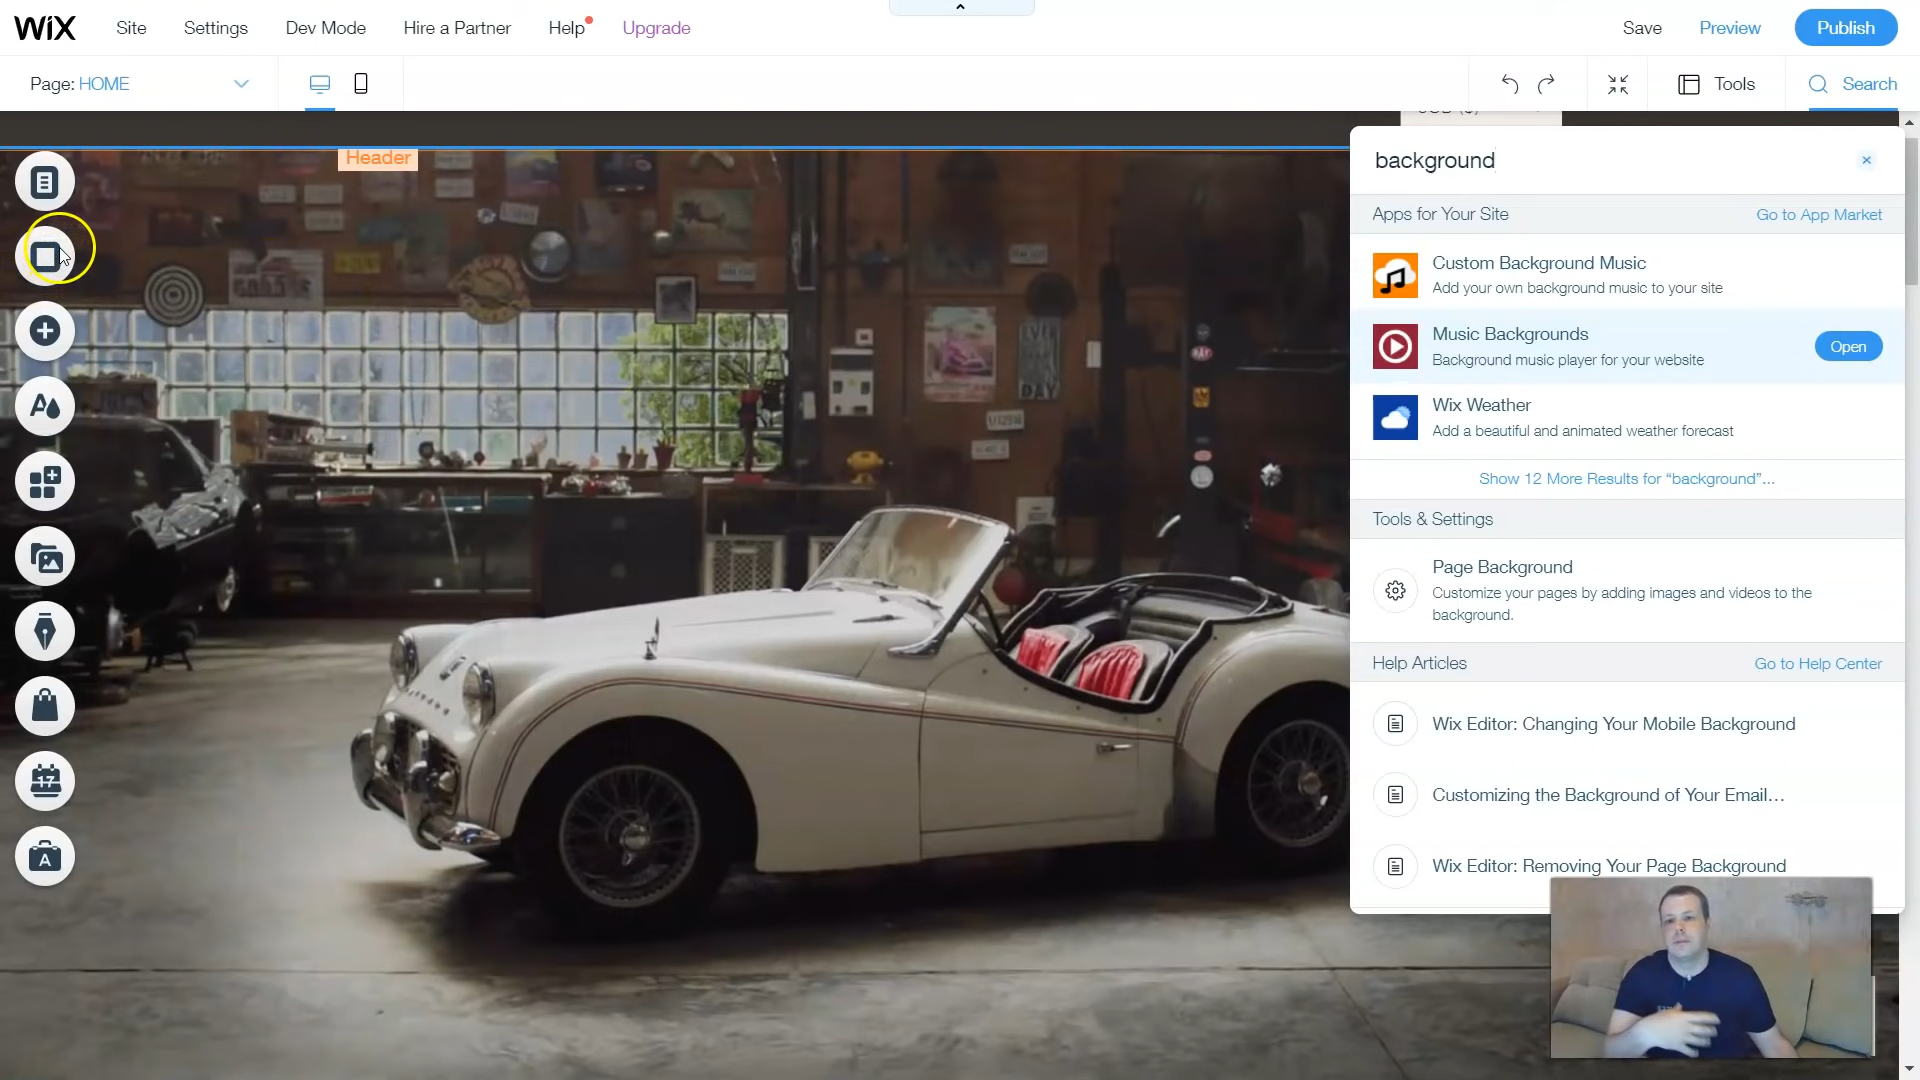 WiX
Site
Settings
Dev Mode
Hire a Partner
Help
Upgrade
Save
Preview
Publish
Page: HOME
Tools
Search
Header
background
Apps for Your Site
Go to App Market
Custom Background Music
Add your own background music to your site
Music Backgrounds
Background music player for your website
Open
Wix Weather
Add a beautiful and animated weather forecast
Show 12 More Results for “background”...
Tools & Settings
Page Background
Customize your pages by adding images and videos to the
background.
Help Articles
Go to Help Center
Wix Editor: Changing Your Mobile Background
Customizing the Background of Your Email...
Wix Editor: Removing Your Page Background
A
17
A
EVER
DAY